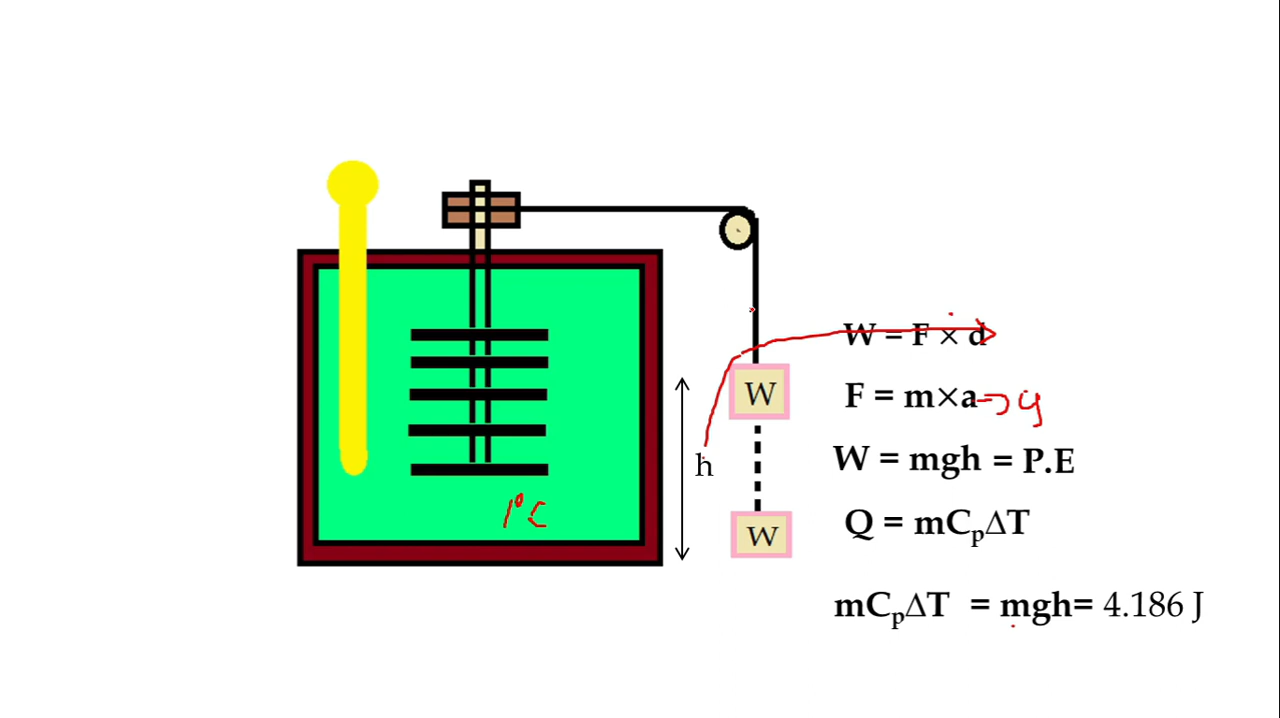 W = F × d
F = m×a → g
W
h
W = mgh = P.E
1°C
W
Q = mCpΔT
mCpΔT = mgh= 4.186 J